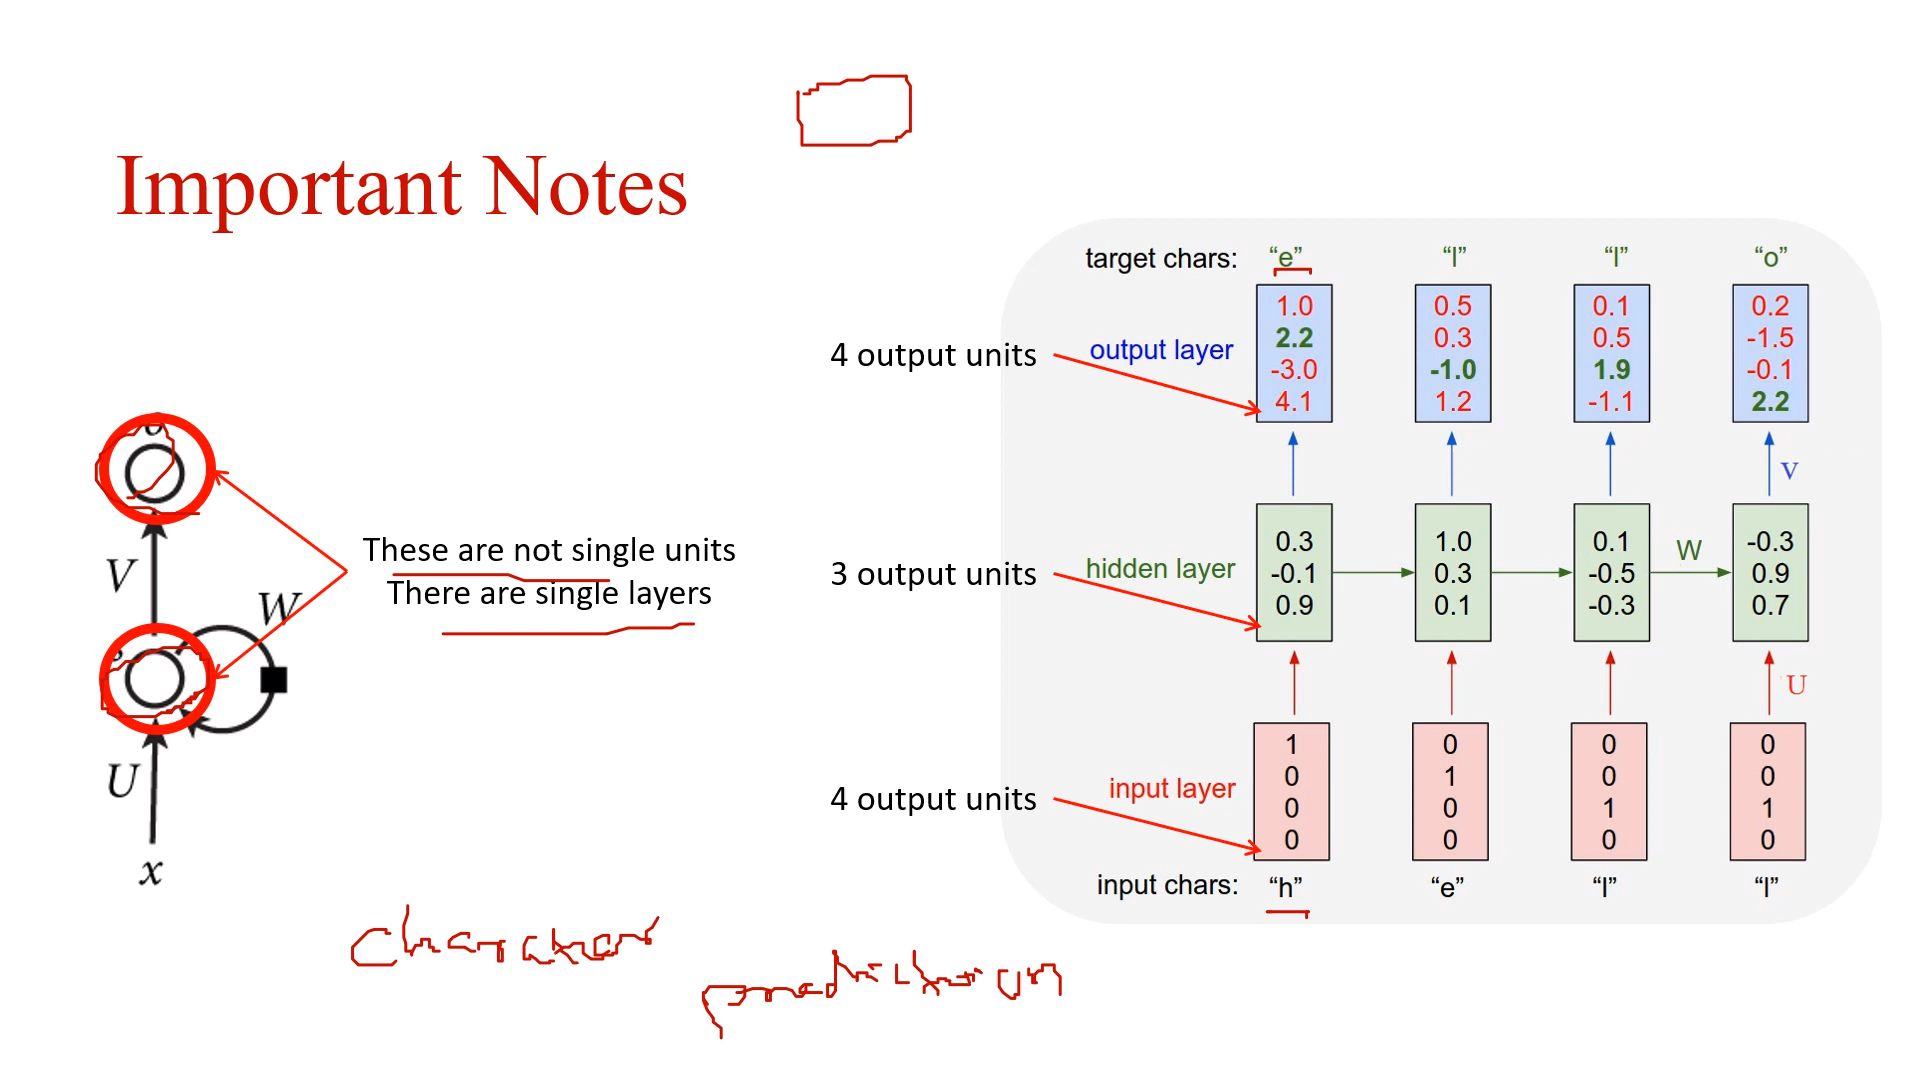 Important Notes
target chars: “e” “l” “l” “o”
1.0 0.5 0.1 0.2
2.2 0.3 0.5 -1.5
-3.0 -1.0 1.9 -0.1
4.1 1.2 -1.1 2.2
4 output units
output layer
V
o
V
These are not single units
There are single layers
W
s
U
x
3 output units
hidden layer
0.3 1.0 0.1 -0.3
-0.1 0.3 -0.5 0.9
0.9 0.1 -0.3 0.7
W
U
4 output units
input layer
1 0 0 0
0 1 0 0
0 0 1 1
0 0 0 0
input chars: “h” “e” “l” “l”
Character
prediction